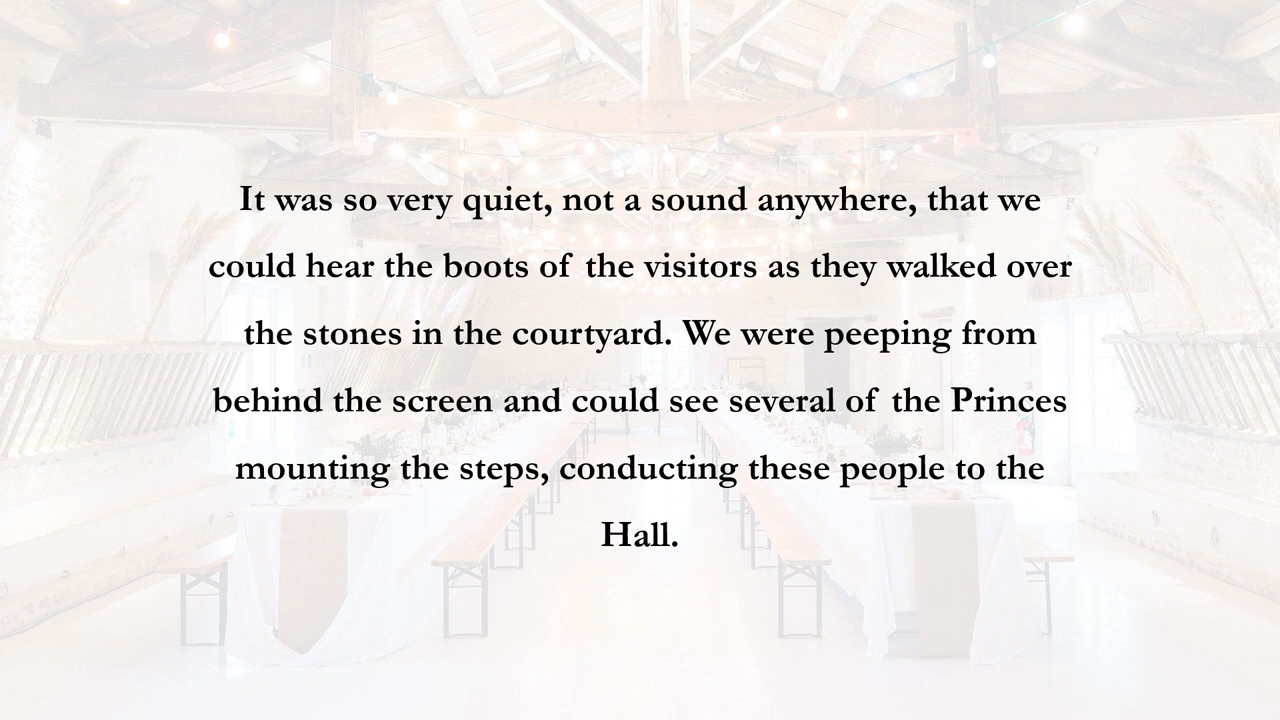 It was so very quiet, not a sound anywhere, that we
could hear the boots of the visitors as they walked over
the stones in the courtyard. We were peeping from
behind the screen and could see several of the Princes
mounting the steps, conducting these people to the
Hall.